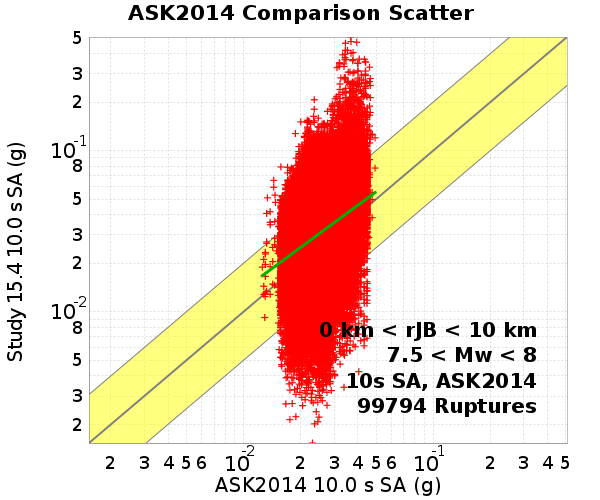 ASK2014 Comparison Scatter
Study 15.4 10.0 s SA (g)
5
3
2
10-1
8
5
3
2
10-2
8
5
3
2
0 km < rJB < 10 km
7.5 < Mw < 8
10s SA, ASK2014
99794 Ruptures
2 3 4 5 6 10-2 2 3 4 5 6 10-1 2 3 4 5
ASK2014 10.0 s SA (g)